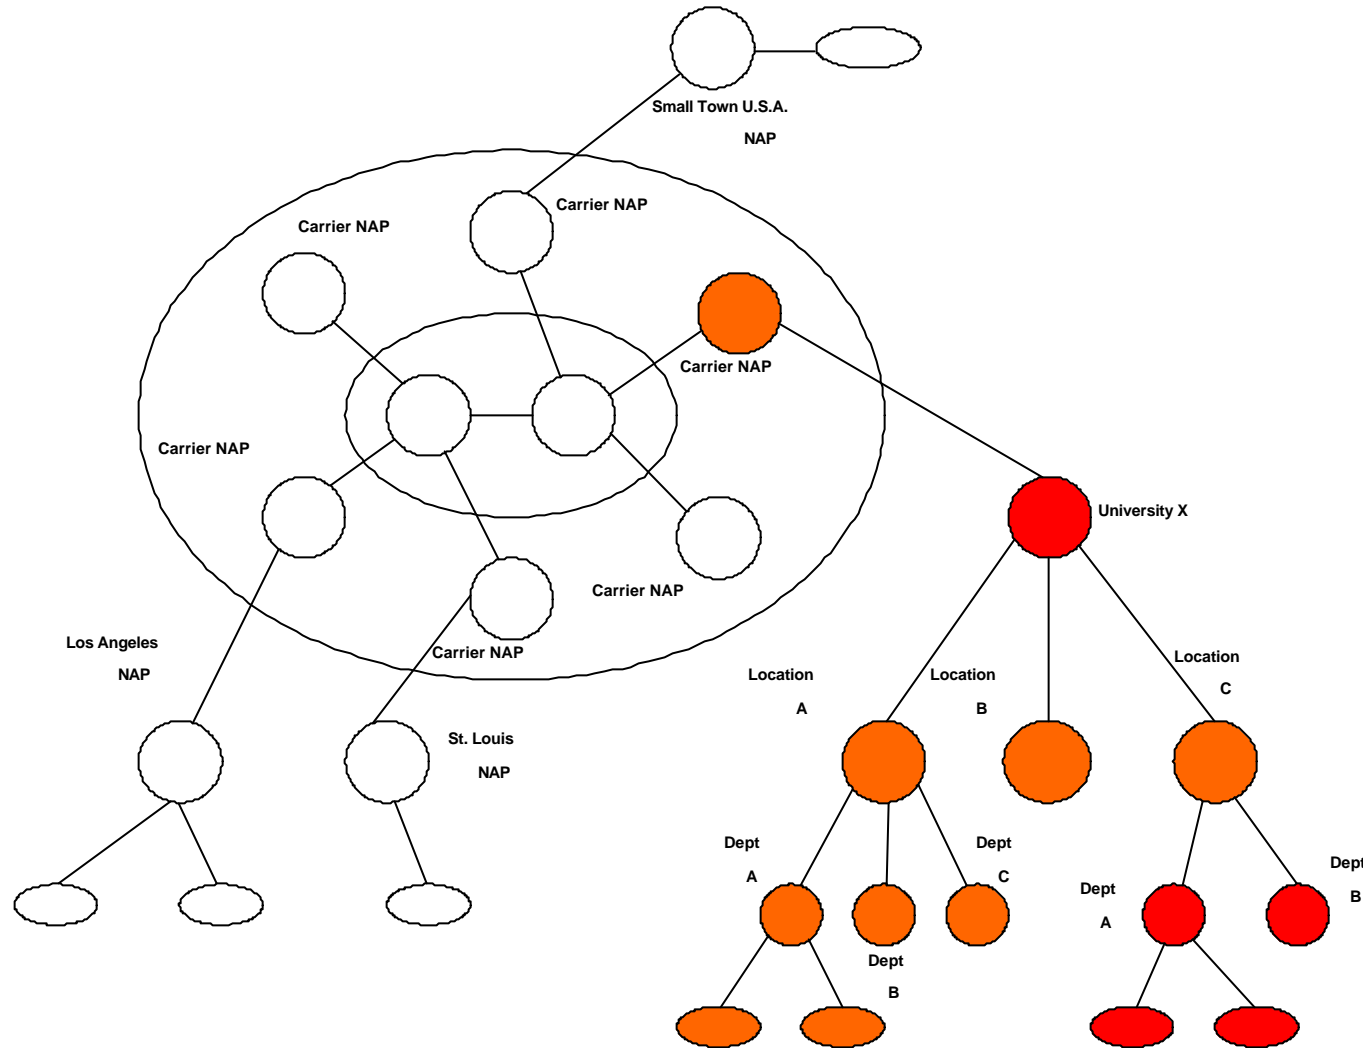 Small Town U.S.A.
NAP
Carrier NAP
Carrier NAP
Carrier NAP
Carrier NAP
University X
Carrier NAP
Carrier NAP
Los Angeles
NAP
Location
A
Location
B
Location
C
St. Louis
NAP
Dept
A
Dept
C
Dept
A
Dept
B
Dept
B